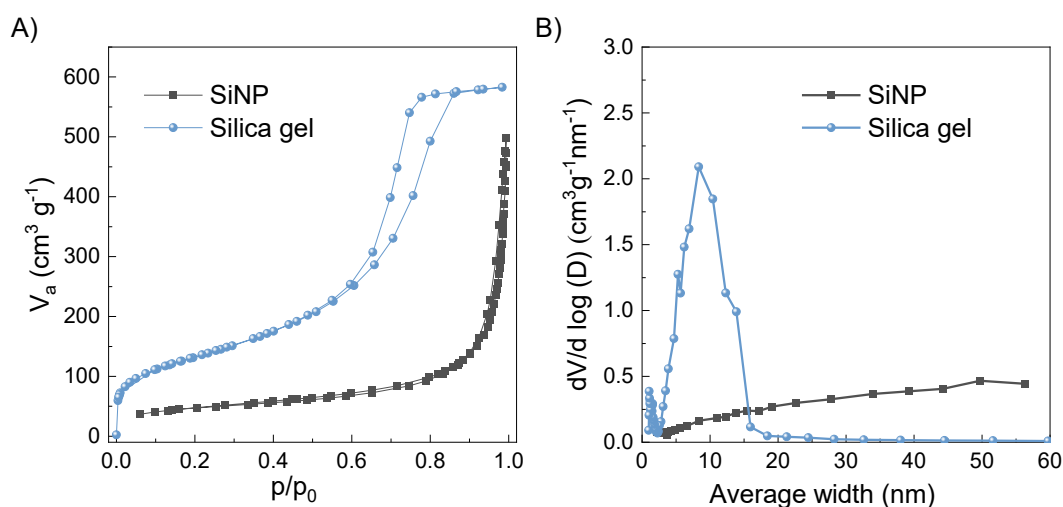 A)
600
500
400
300
200
100
0
V_a (cm³ g⁻¹)
SiNP
Silica gel
0.0 0.2 0.4 0.6 0.8 1.0
p/p₀
B)
3.0
2.5
2.0
1.5
1.0
0.5
0.0
dV/d log (D) (cm³g⁻¹nm⁻¹)
SiNP
Silica gel
0 10 20 30 40 50 60
Average width (nm)